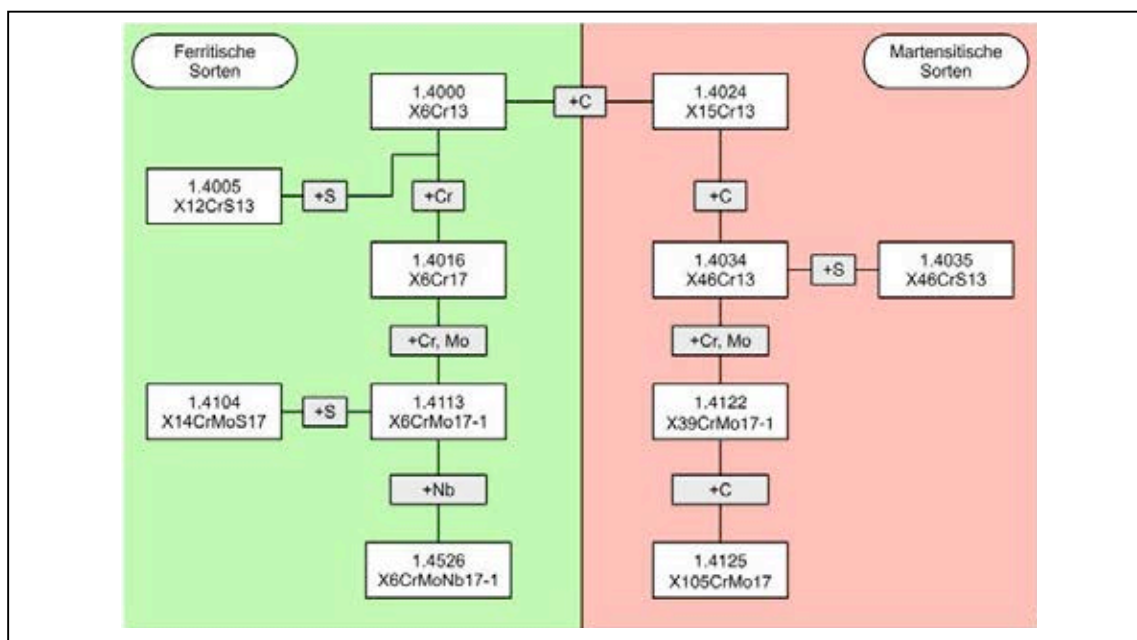 Ferritische
Sorten
Martensitische
Sorten
1.4000
X6Cr13
+C
1.4024
X15Cr13
1.4005
X12CrS13
+S
+Cr
+C
1.4016
X6Cr17
1.4034
X46Cr13
+S
1.4035
X46CrS13
+Cr, Mo
+Cr, Mo
1.4104
X14CrMoS17
+S
1.4113
X6CrMo17-1
1.4122
X39CrMo17-1
+Nb
+C
1.4526
X6CrMoNb17-1
1.4125
X105CrMo17